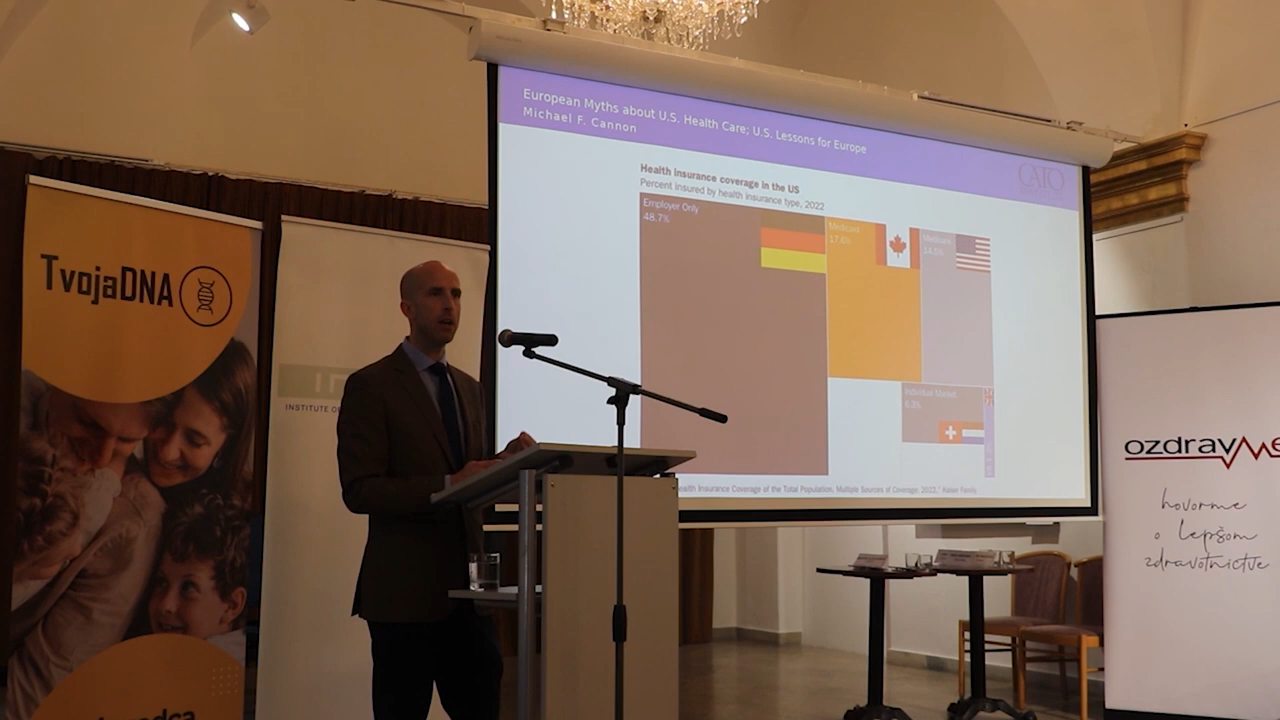 European Myths about U.S. Health Care; U.S. Lessons for Europe
Michael F. Cannon
CATO
Health insurance coverage in the US
Percent insured by health insurance type, 2022
Employer Only
48.7%
Medicaid
17.6%
Medicare
14.5%
Individual Market
6.3%
Health Insurance Coverage of the Total Population, Multiple Sources of Coverage, 2022," Kaiser Family
TvojaDNA
INSTITUTE
ozdravme
hovorme
o lepšom
zdravotníctve